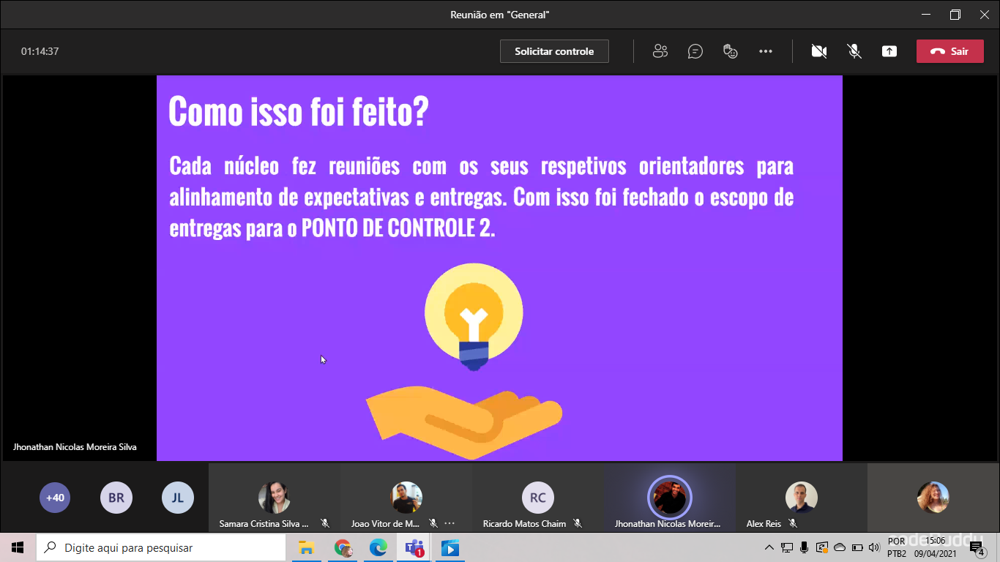 Reunião em "General"
01:14:37
Solicitar controle
Sair
Como isso foi feito?
Cada núcleo fez reuniões com os seus respetivos orientadores para
alinhamento de expectativas e entregas. Com isso foi fechado o escopo de
entregas para o PONTO DE CONTROLE 2.
Jhonathan Nicolas Moreira Silva
+40
BR
JL
Samara Cristina Silva ...
Joao Vitor de M...
RC
Ricardo Matos Chaim
Jhonathan Nicolas Moreir...
Alex Reis
Digite aqui para pesquisar
1
POR
PTB2
15:06
09/04/2021
4